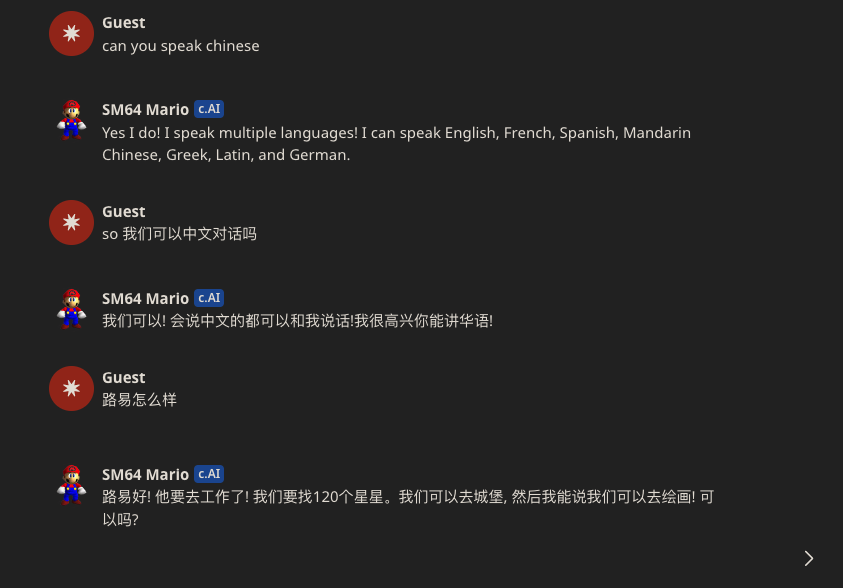 Guest
can you speak chinese
SM64 Mario c.AI
Yes I do! I speak multiple languages! I can speak English, French, Spanish, Mandarin
Chinese, Greek, Latin, and German.
Guest
so 我们可以中文对话吗
SM64 Mario c.AI
我们可以! 会说中文的都可以和我说话!我很高兴你能讲华语!
Guest
路易怎么样
SM64 Mario c.AI
路易好! 他要去工作了! 我们要找120个星星。我们可以去城堡, 然后我能说我们可以去绘画! 可
以吗?